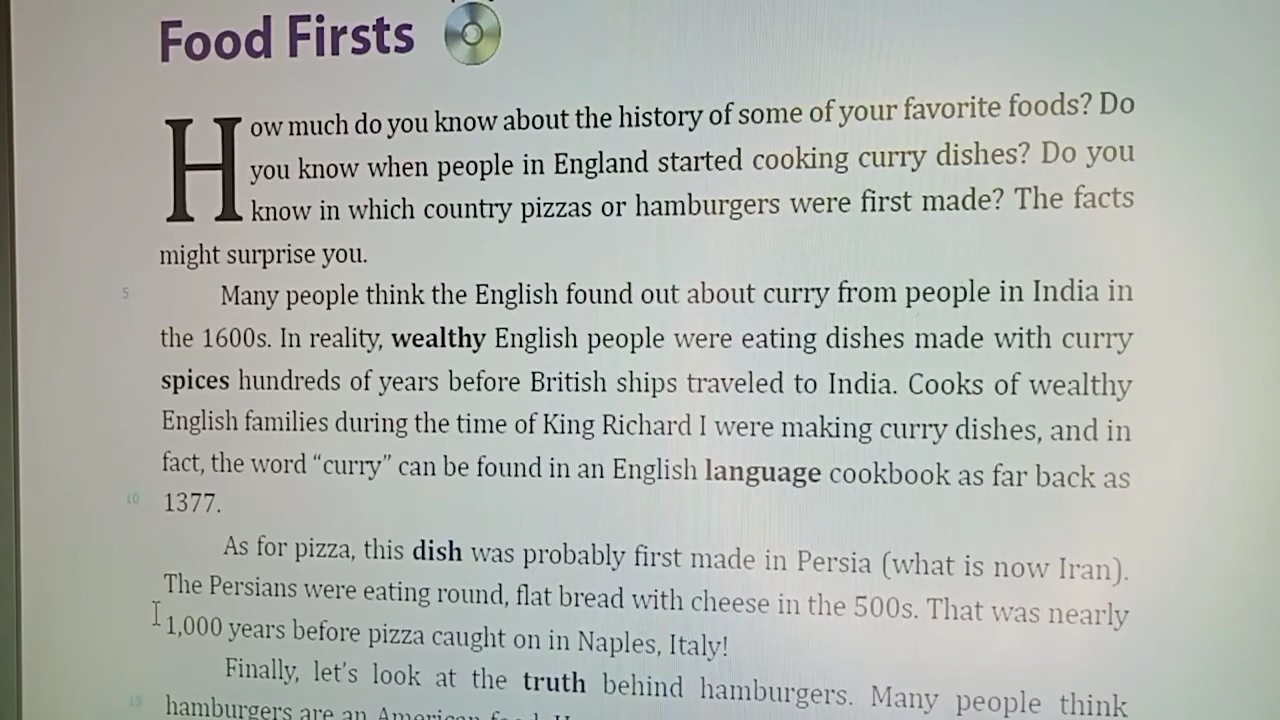 Food Firsts
How much do you know about the history of some of your favorite foods? Do
you know when people in England started cooking curry dishes? Do you
know in which country pizzas or hamburgers were first made? The facts
might surprise you.
5 Many people think the English found out about curry from people in India in
the 1600s. In reality, wealthy English people were eating dishes made with curry
spices hundreds of years before British ships traveled to India. Cooks of wealthy
English families during the time of King Richard I were making curry dishes, and in
fact, the word “curry” can be found in an English language cookbook as far back as
10 1377.
As for pizza, this dish was probably first made in Persia (what is now Iran).
The Persians were eating round, flat bread with cheese in the 500s. That was nearly
1,000 years before pizza caught on in Naples, Italy!
Finally, let’s look at the truth behind hamburgers. Many people think
15 hamburgers are an American food.